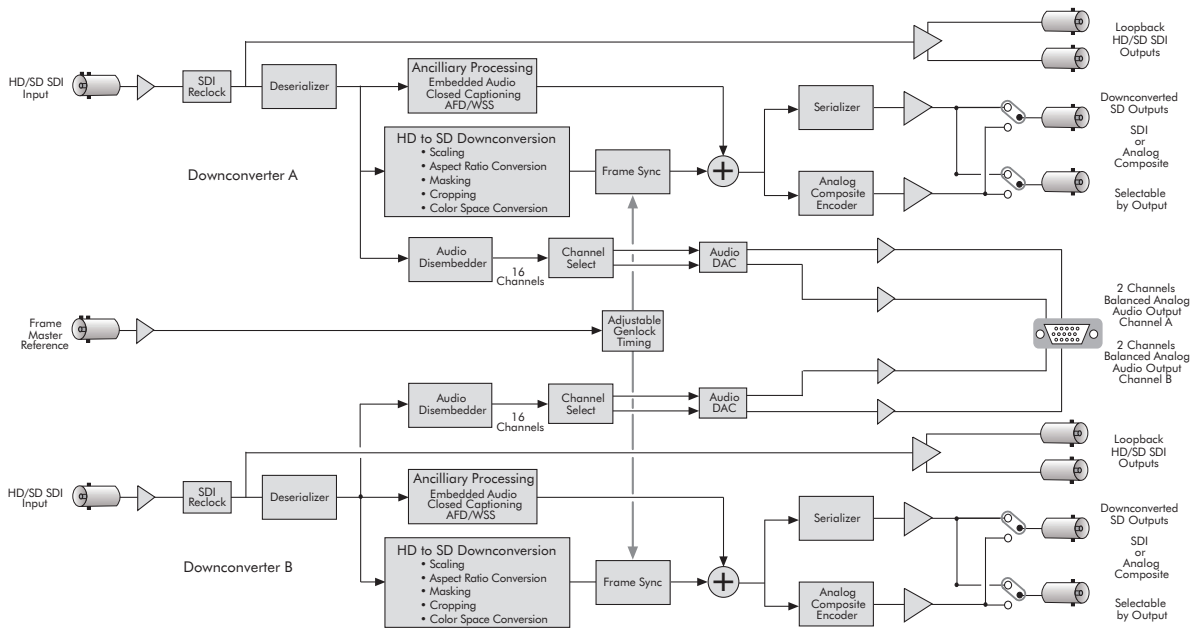 HD/SD SDI
Input
SDI
Reclock
Deserializer
Ancilliary Processing
Embedded Audio
Closed Captioning
AFD/WSS
HD to SD Downconversion
• Scaling
• Aspect Ratio Conversion
• Masking
• Cropping
• Color Space Conversion
Frame Sync
+
Serializer
Analog
Composite
Encoder
Loopback
HD/SD SDI
Outputs
Downconverted
SD Outputs
SDI
or
Analog
Composite
Selectable
by Output
Downconverter A
Audio
Disembedder
16
Channels
Channel
Select
Audio
DAC
Frame
Master
Reference
Adjustable
Genlock
Timing
2 Channels
Balanced Analog
Audio Output
Channel A
2 Channels
Balanced Analog
Audio Output
Channel B
Audio
Disembedder
16
Channels
Channel
Select
Audio
DAC
HD/SD SDI
Input
SDI
Reclock
Deserializer
Ancilliary Processing
Embedded Audio
Closed Captioning
AFD/WSS
HD to SD Downconversion
• Scaling
• Aspect Ratio Conversion
• Masking
• Cropping
• Color Space Conversion
Frame Sync
+
Serializer
Analog
Composite
Encoder
Loopback
HD/SD SDI
Outputs
Downconverted
SD Outputs
SDI
or
Analog
Composite
Selectable
by Output
Downconverter B